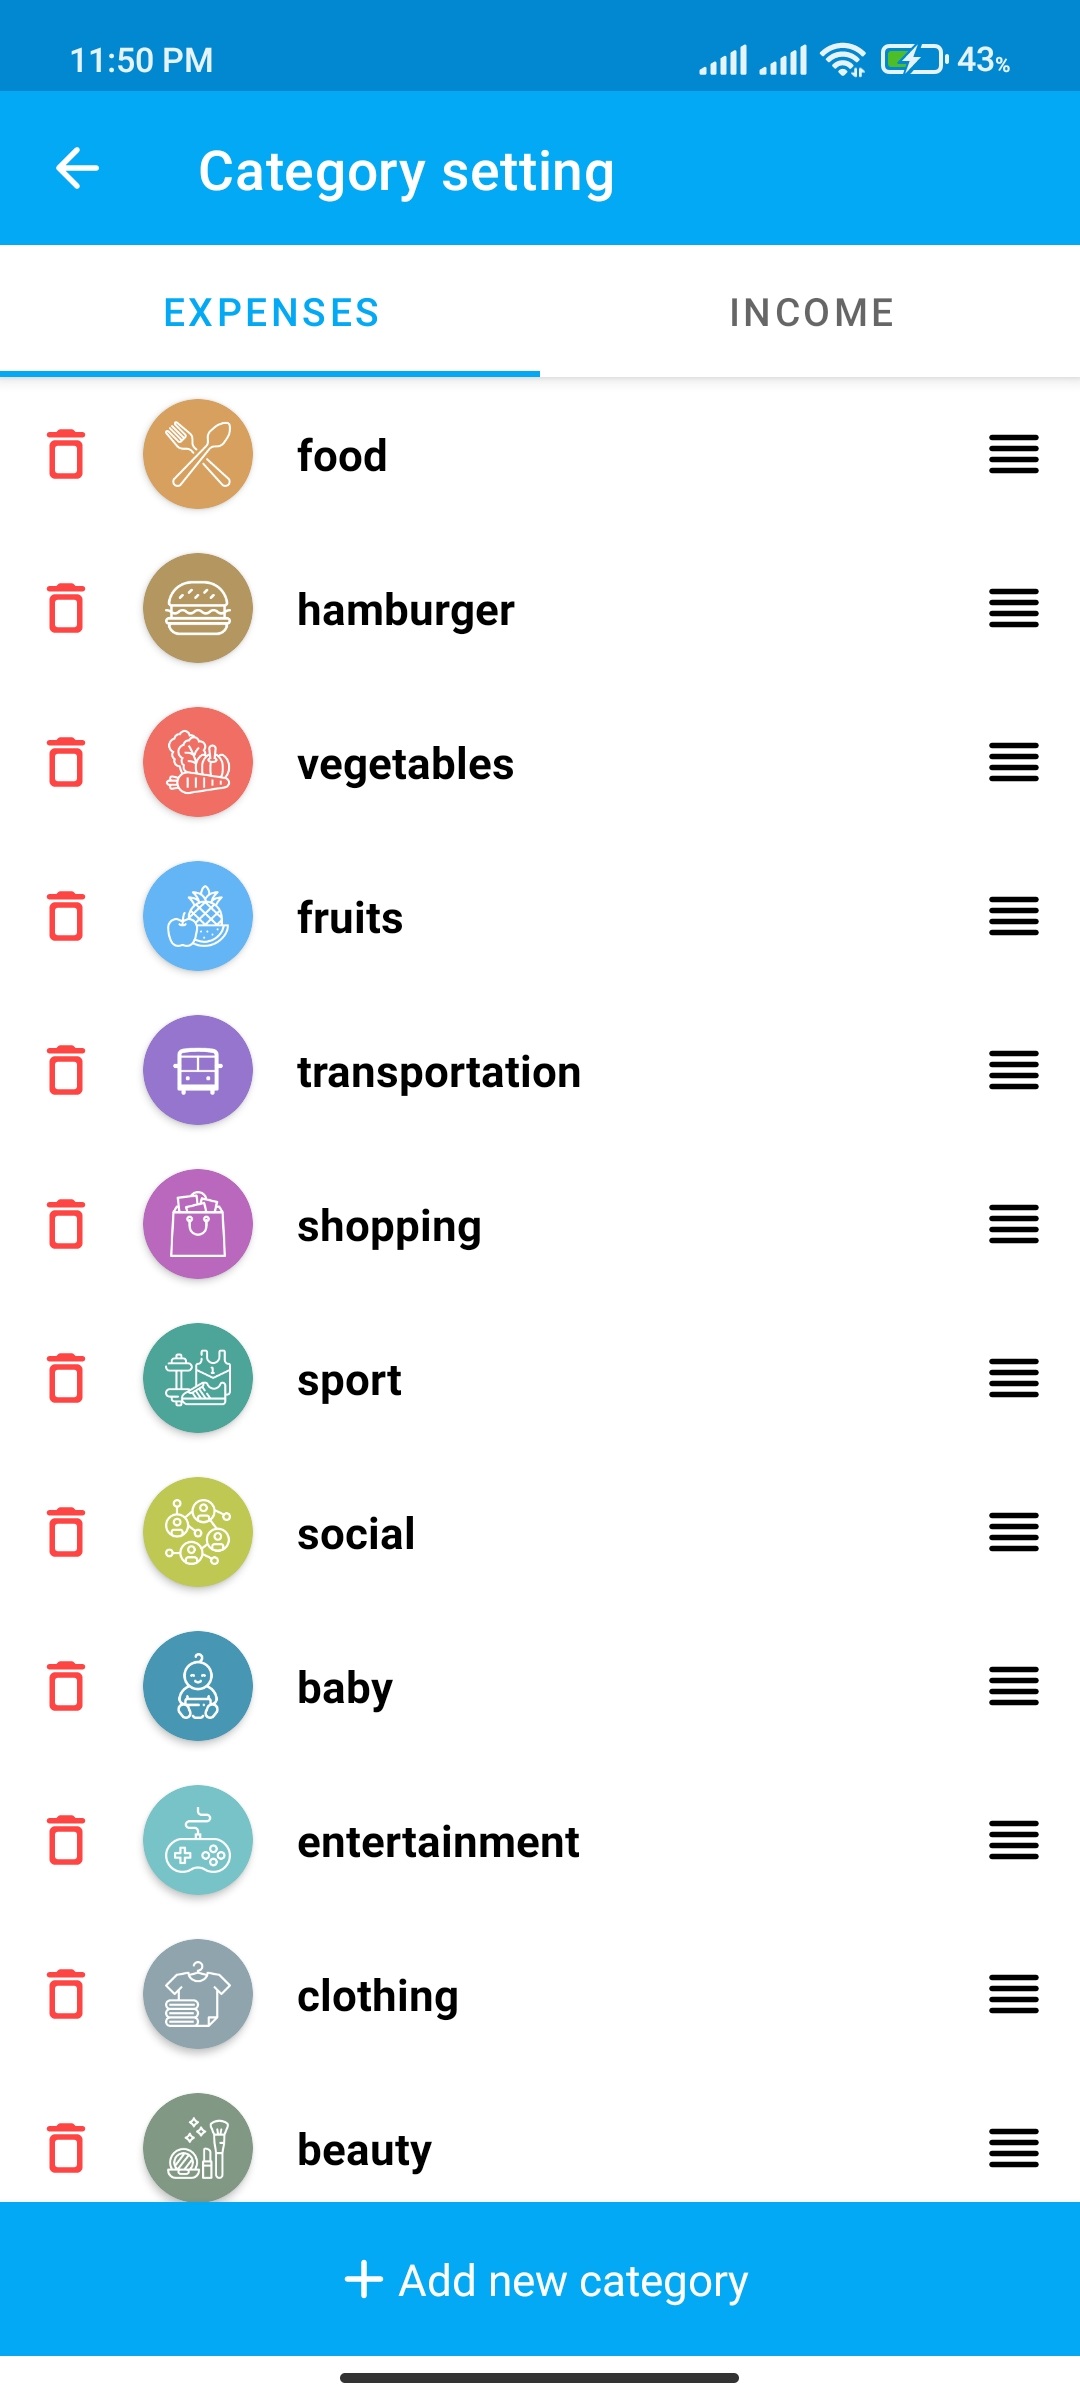 11:50 PM
43%
Category setting
EXPENSES
INCOME
food
hamburger
vegetables
fruits
transportation
shopping
sport
social
baby
entertainment
clothing
beauty
+ Add new category